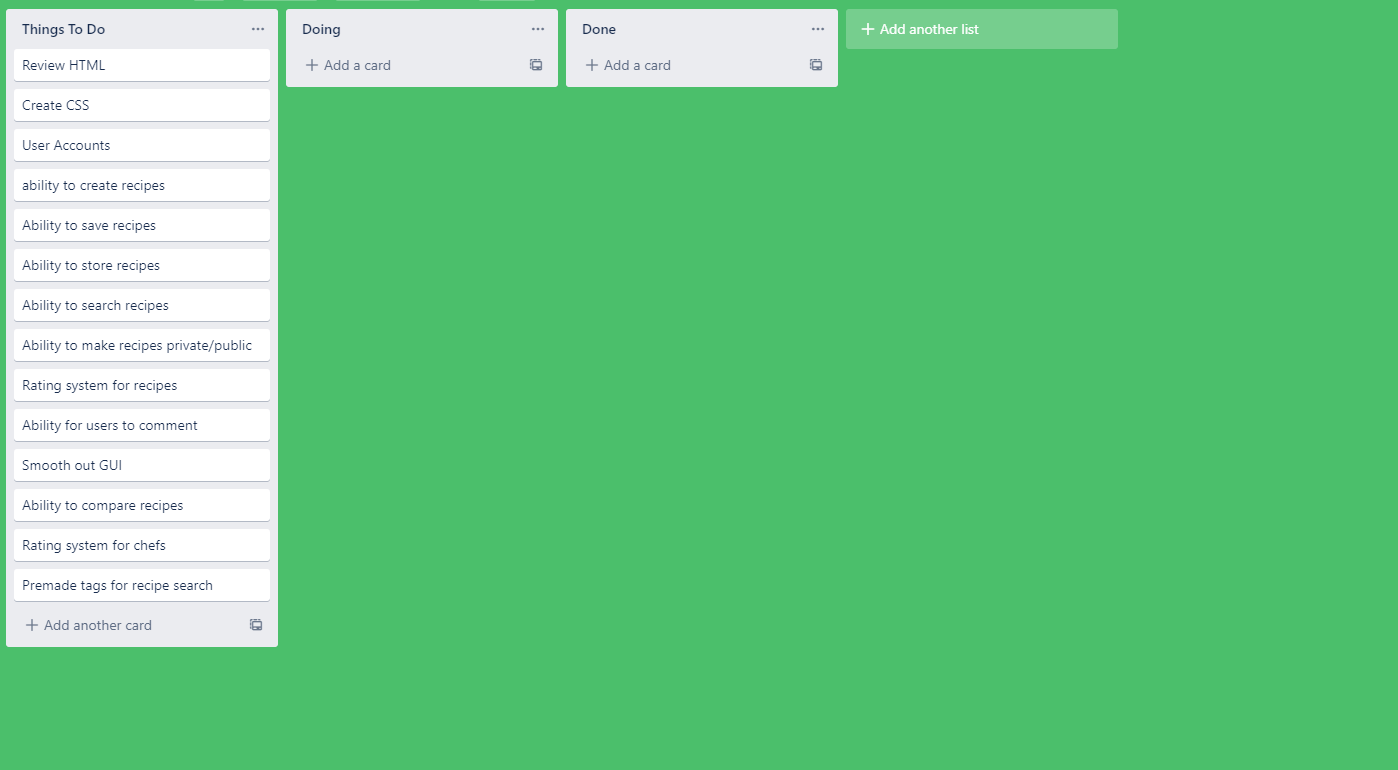 Things To Do
Review HTML
Create CSS
User Accounts
ability to create recipes
Ability to save recipes
Ability to store recipes
Ability to search recipes
Ability to make recipes private/public
Rating system for recipes
Ability for users to comment
Smooth out GUI
Ability to compare recipes
Rating system for chefs
Premade tags for recipe search
+ Add another card
Doing
+ Add a card
Done
+ Add a card
+ Add another list